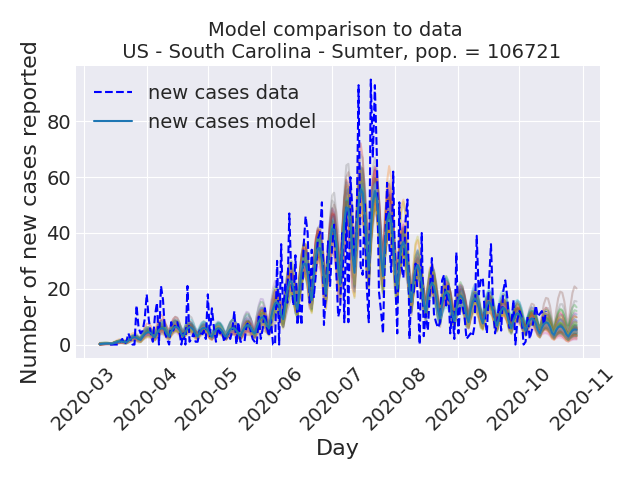 Model comparison to data
US - South Carolina - Sumter, pop. = 106721
Number of new cases reported
new cases data
new cases model
80
60
40
20
0
2020-03
2020-04
2020-05
2020-06
2020-07
2020-08
2020-09
2020-10
2020-11
Day